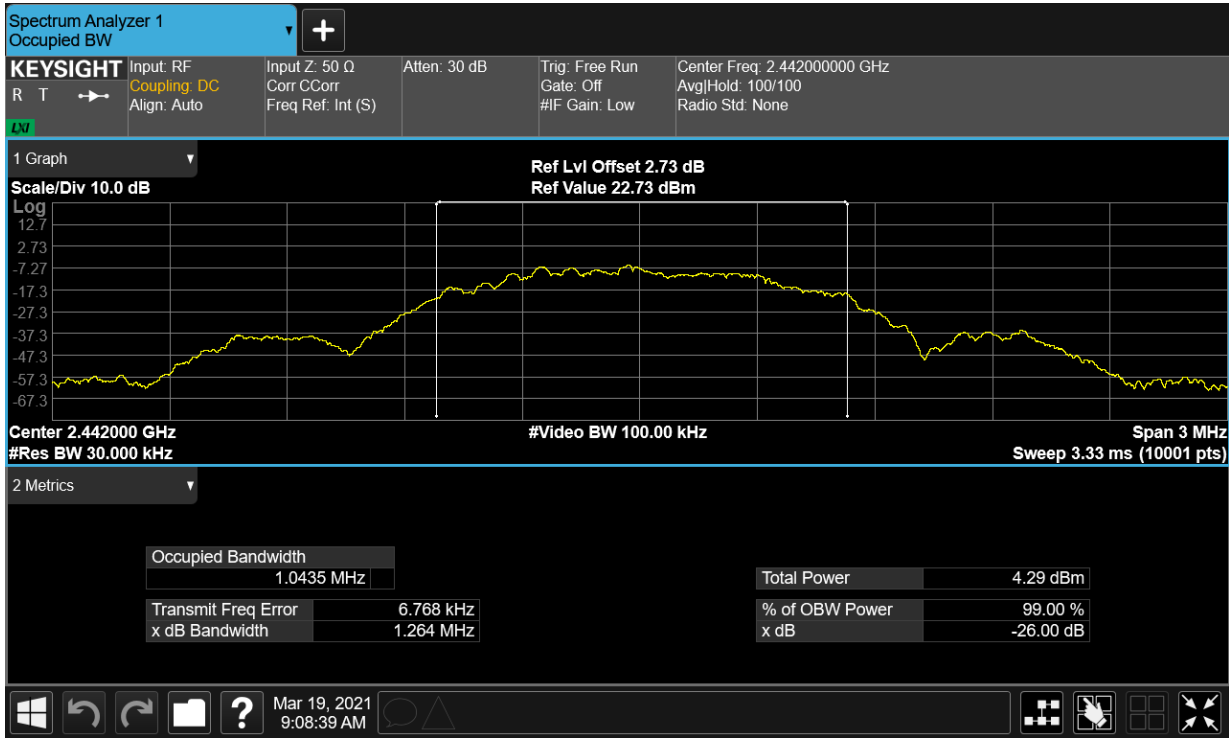 Spectrum Analyzer 1
Occupied BW
KEYSIGHT
R T
LXI
Input: RF
Coupling: DC
Align: Auto
Input Z: 50 Ω
Corr CCorr
Freq Ref: Int (S)
Atten: 30 dB
Trig: Free Run
Gate: Off
#IF Gain: Low
Center Freq: 2.442000000 GHz
Avg|Hold: 100/100
Radio Std: None
1 Graph
Scale/Div 10.0 dB
Ref Lvl Offset 2.73 dB
Ref Value 22.73 dBm
Log
12.7
2.73
-7.27
-17.3
-27.3
-37.3
-47.3
-57.3
-67.3
Center 2.442000 GHz
#Video BW 100.00 kHz
Span 3 MHz
#Res BW 30.000 kHz
Sweep 3.33 ms (10001 pts)
2 Metrics
Occupied Bandwidth
1.0435 MHz
Transmit Freq Error 6.768 kHz
x dB Bandwidth 1.264 MHz
Total Power 4.29 dBm
% of OBW Power 99.00 %
x dB -26.00 dB
?
Mar 19, 2021
9:08:39 AM